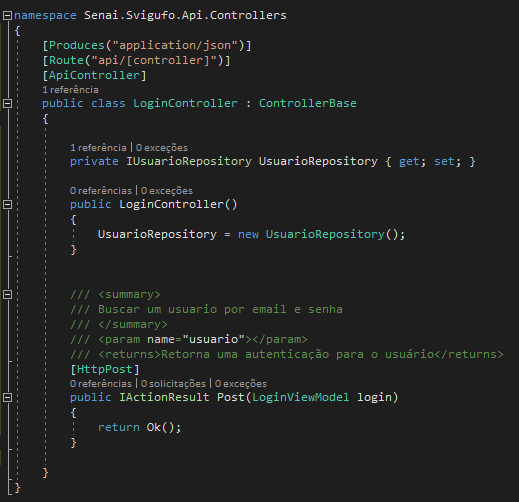 namespace Senai.Svigufo.Api.Controllers
{
[Produces("application/json")]
[Route("api/[controller]")]
[ApiController]
1 referência
public class LoginController : ControllerBase
{
1 referência | 0 exceções
private IUsuarioRepository UsuarioRepository { get; set; }
0 referências | 0 exceções
public LoginController()
{
UsuarioRepository = new UsuarioRepository();
}
/// <summary>
/// Buscar um usuario por email e senha
/// </summary>
/// <param name="usuario"></param>
/// <returns>Retorna uma autenticação para o usuário</returns>
[HttpPost]
0 referências | 0 solicitações | 0 exceções
public IActionResult Post(LoginViewModel login)
{
return Ok();
}
}
}